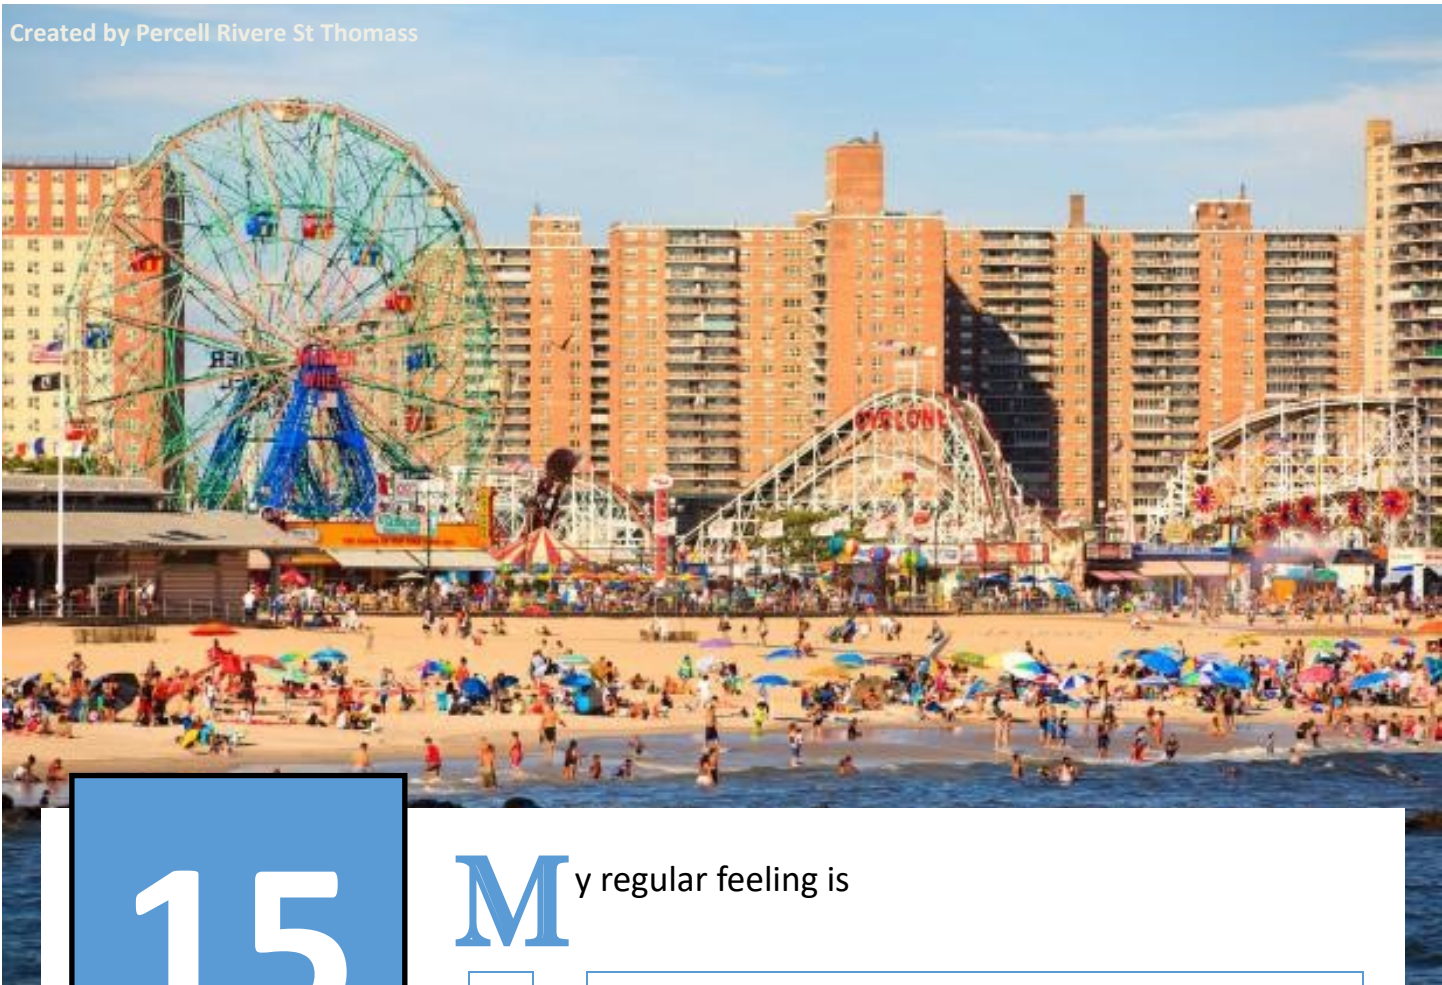 Created by Percell Rivere St Thomass
WONDER
WHEEL
CYCLONE
15
My regular feeling is